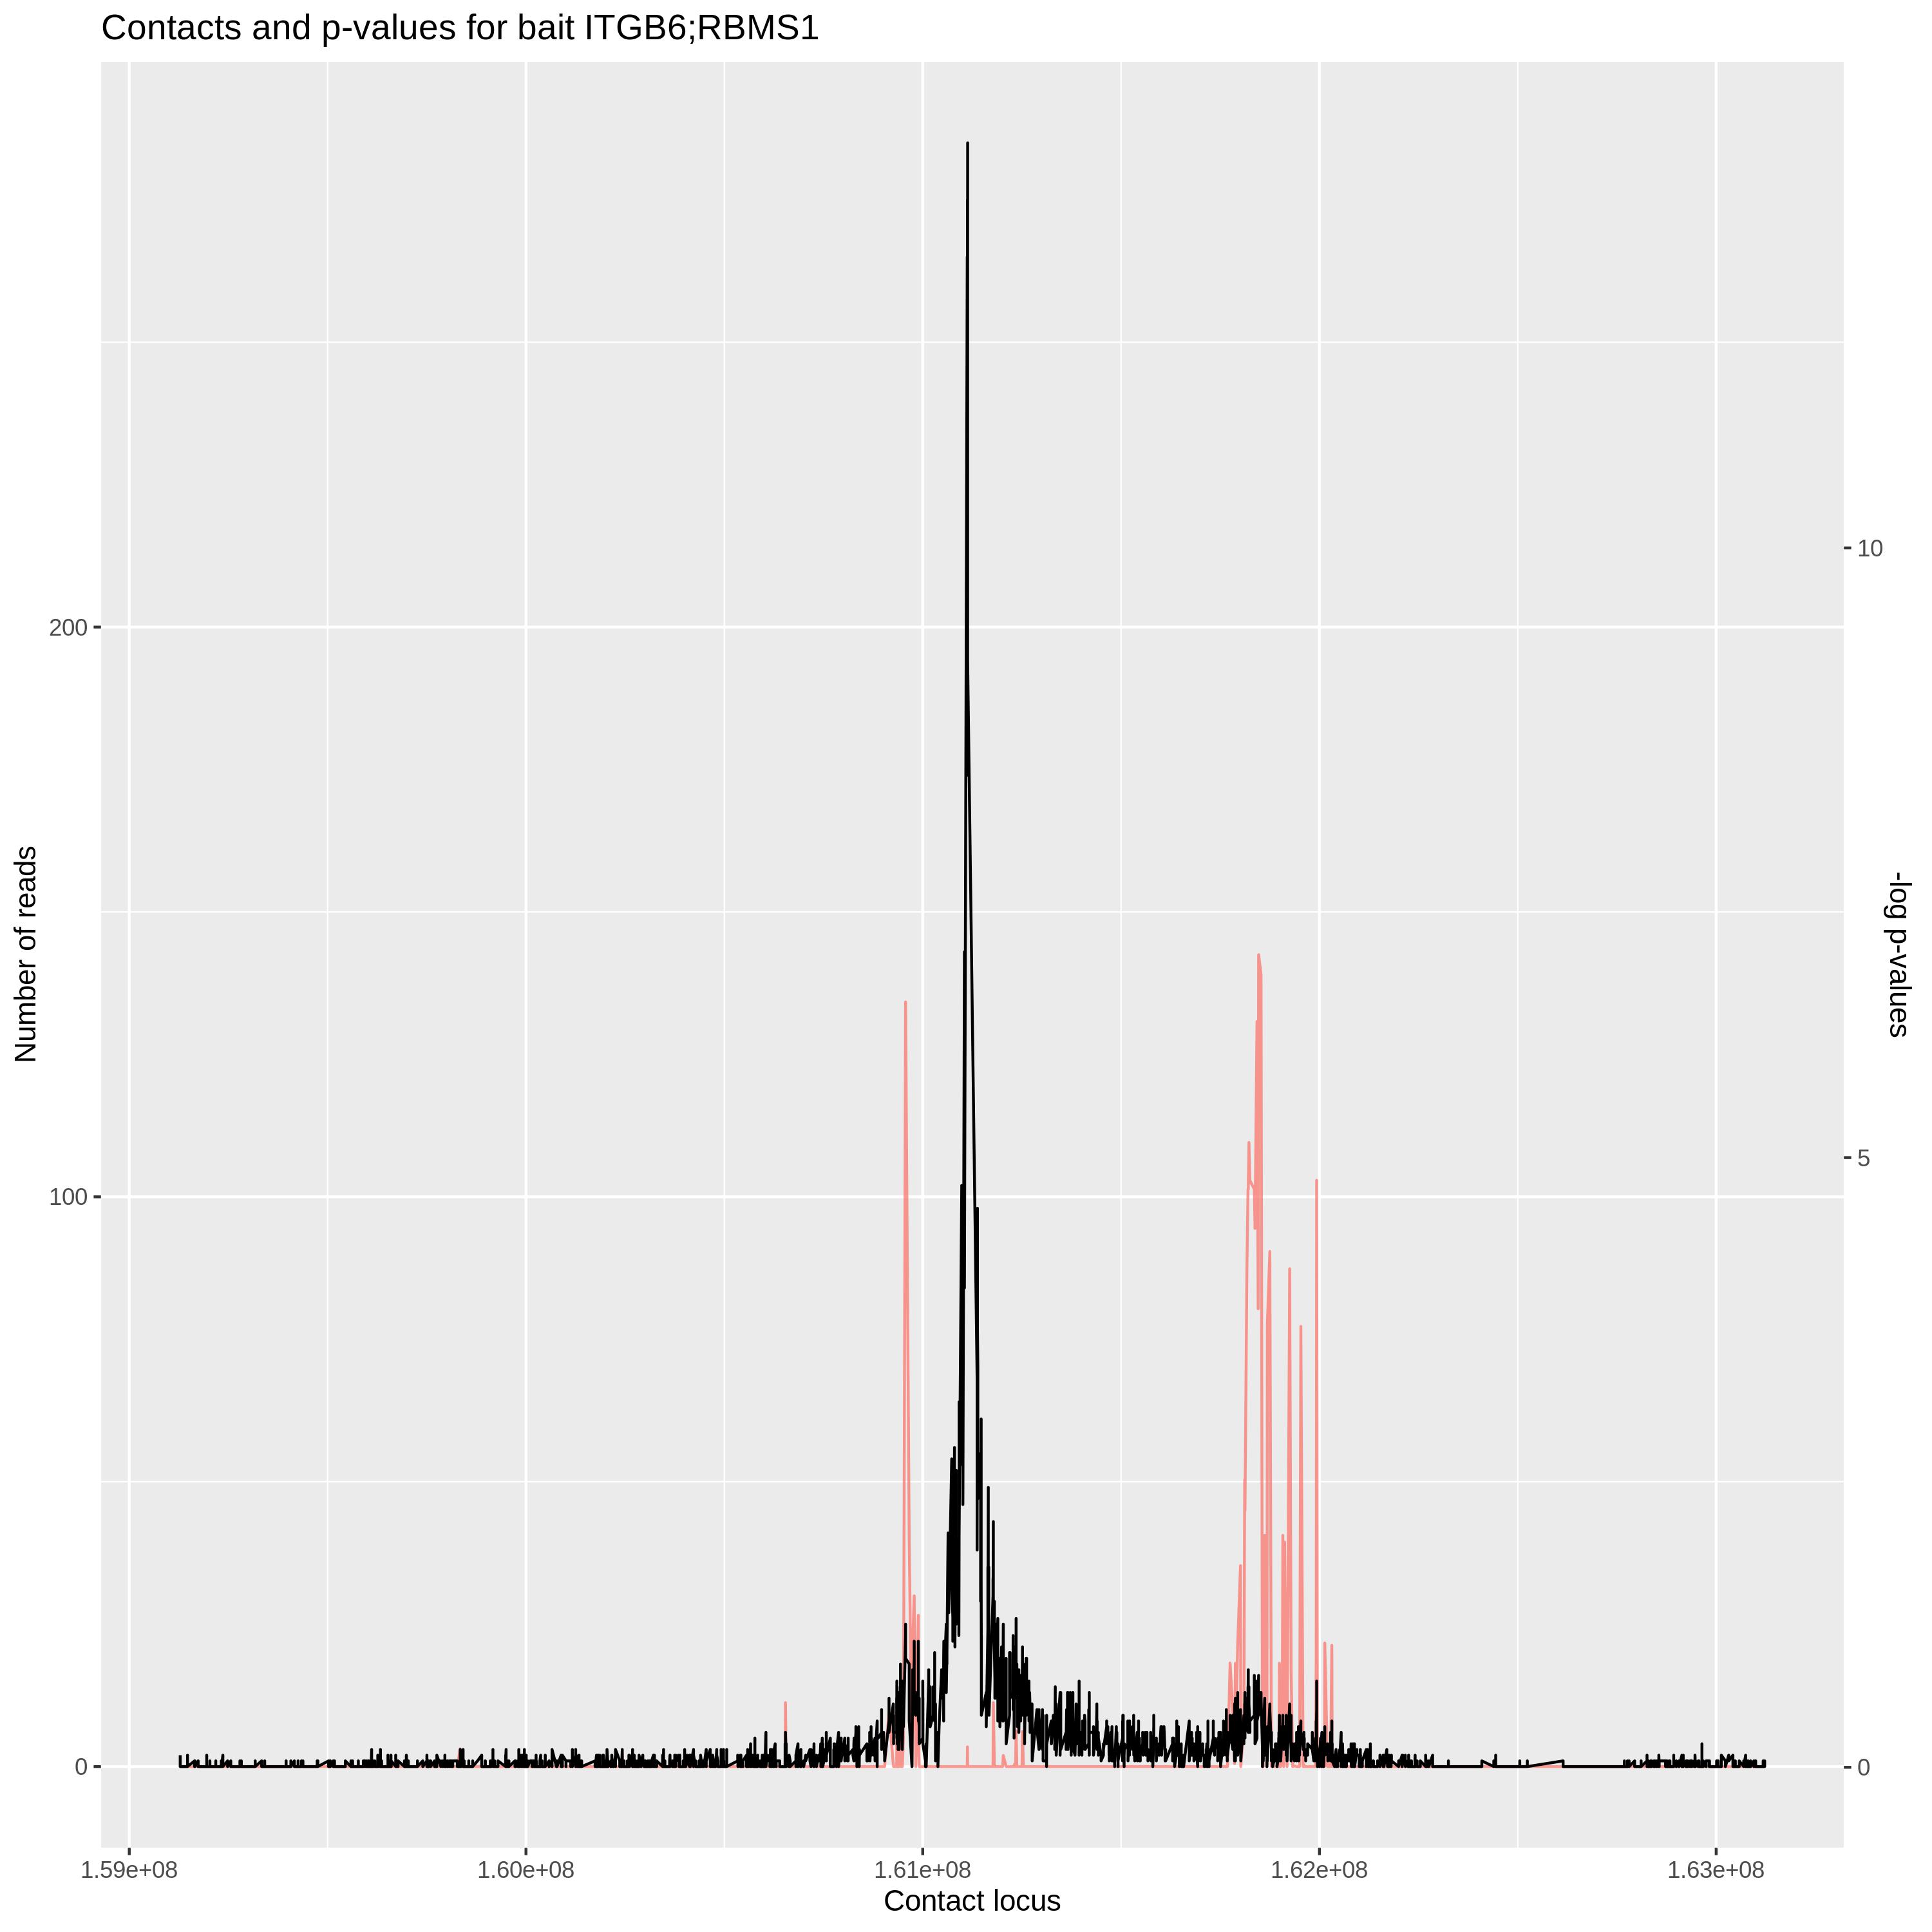 Contacts and p-values for bait ITGB6;RBMS1
Number of reads
200
100
0
10
5
0
-log p-values
1.59e+08
1.60e+08
1.61e+08
1.62e+08
1.63e+08
Contact locus